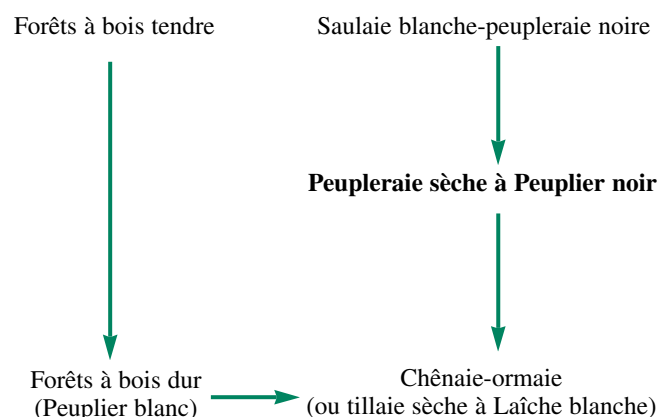 Forêts à bois tendre
Saulaie blanche-peupleraie noire
Peupleraie sèche à Peuplier noir
Forêts à bois dur
(Peuplier blanc)
Chênaie-ormaie
(ou tillaie sèche à Laîche blanche)